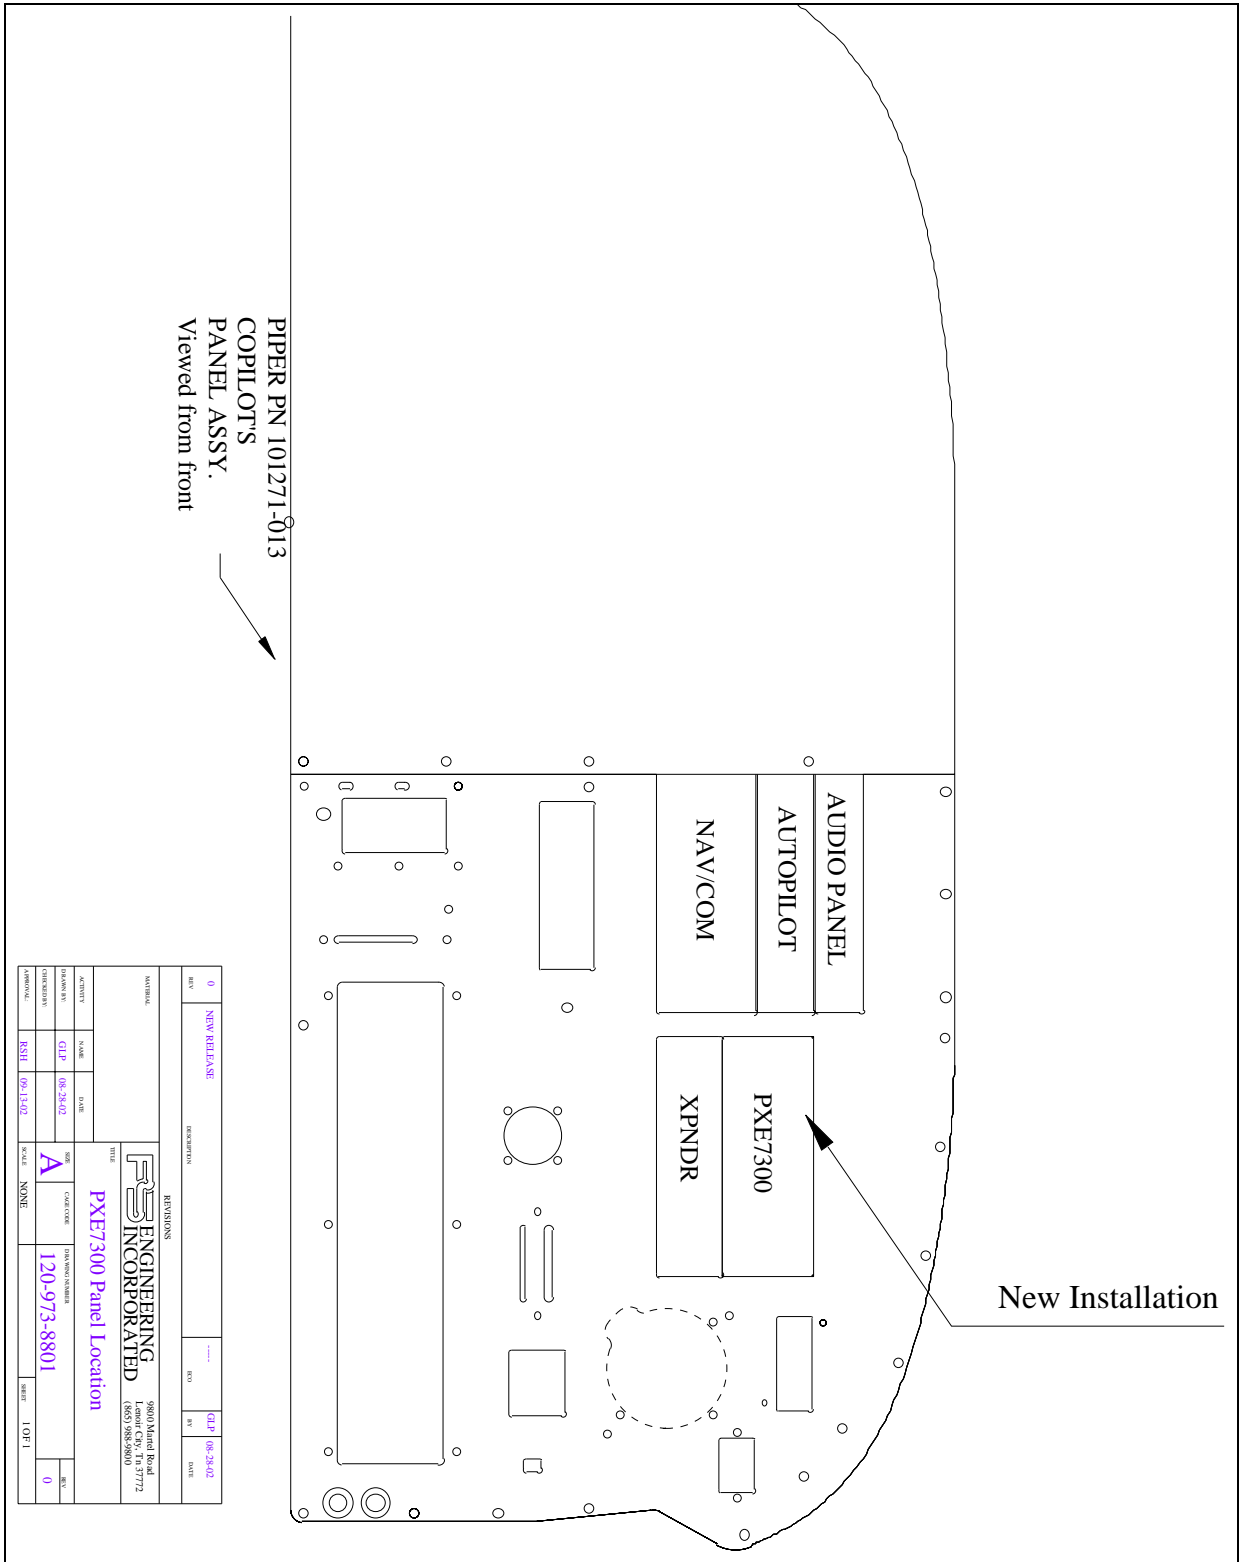 PIPER PN 101271-013
COPILOT'S
PANEL ASSY.
Viewed from front
AUDIO PANEL
AUTOPILOT
NAV/COM
PXE7300
XPNDR
New Installation
REVISIONS
REV
DESCRIPTION
ECO
BY
DATE
0
NEW RELEASE
-----
GLP
08-28-02
MATERIAL
PS ENGINEERING
INCORPORATED
9800 Martel Road
Lenoir City, Tn 37772
(865) 988-9800
TITLE
PXE7300 Panel Location
ACTIVITY
NAME
DATE
DRAWN BY:
GLP
08-28-02
CHECKED BY:
APPROVAL:
RSH
09-13-02
SIZE
A
CAGE CODE
DRAWING NUMBER
120-973-8801
REV
0
SCALE
NONE
SHEET
1 OF 1